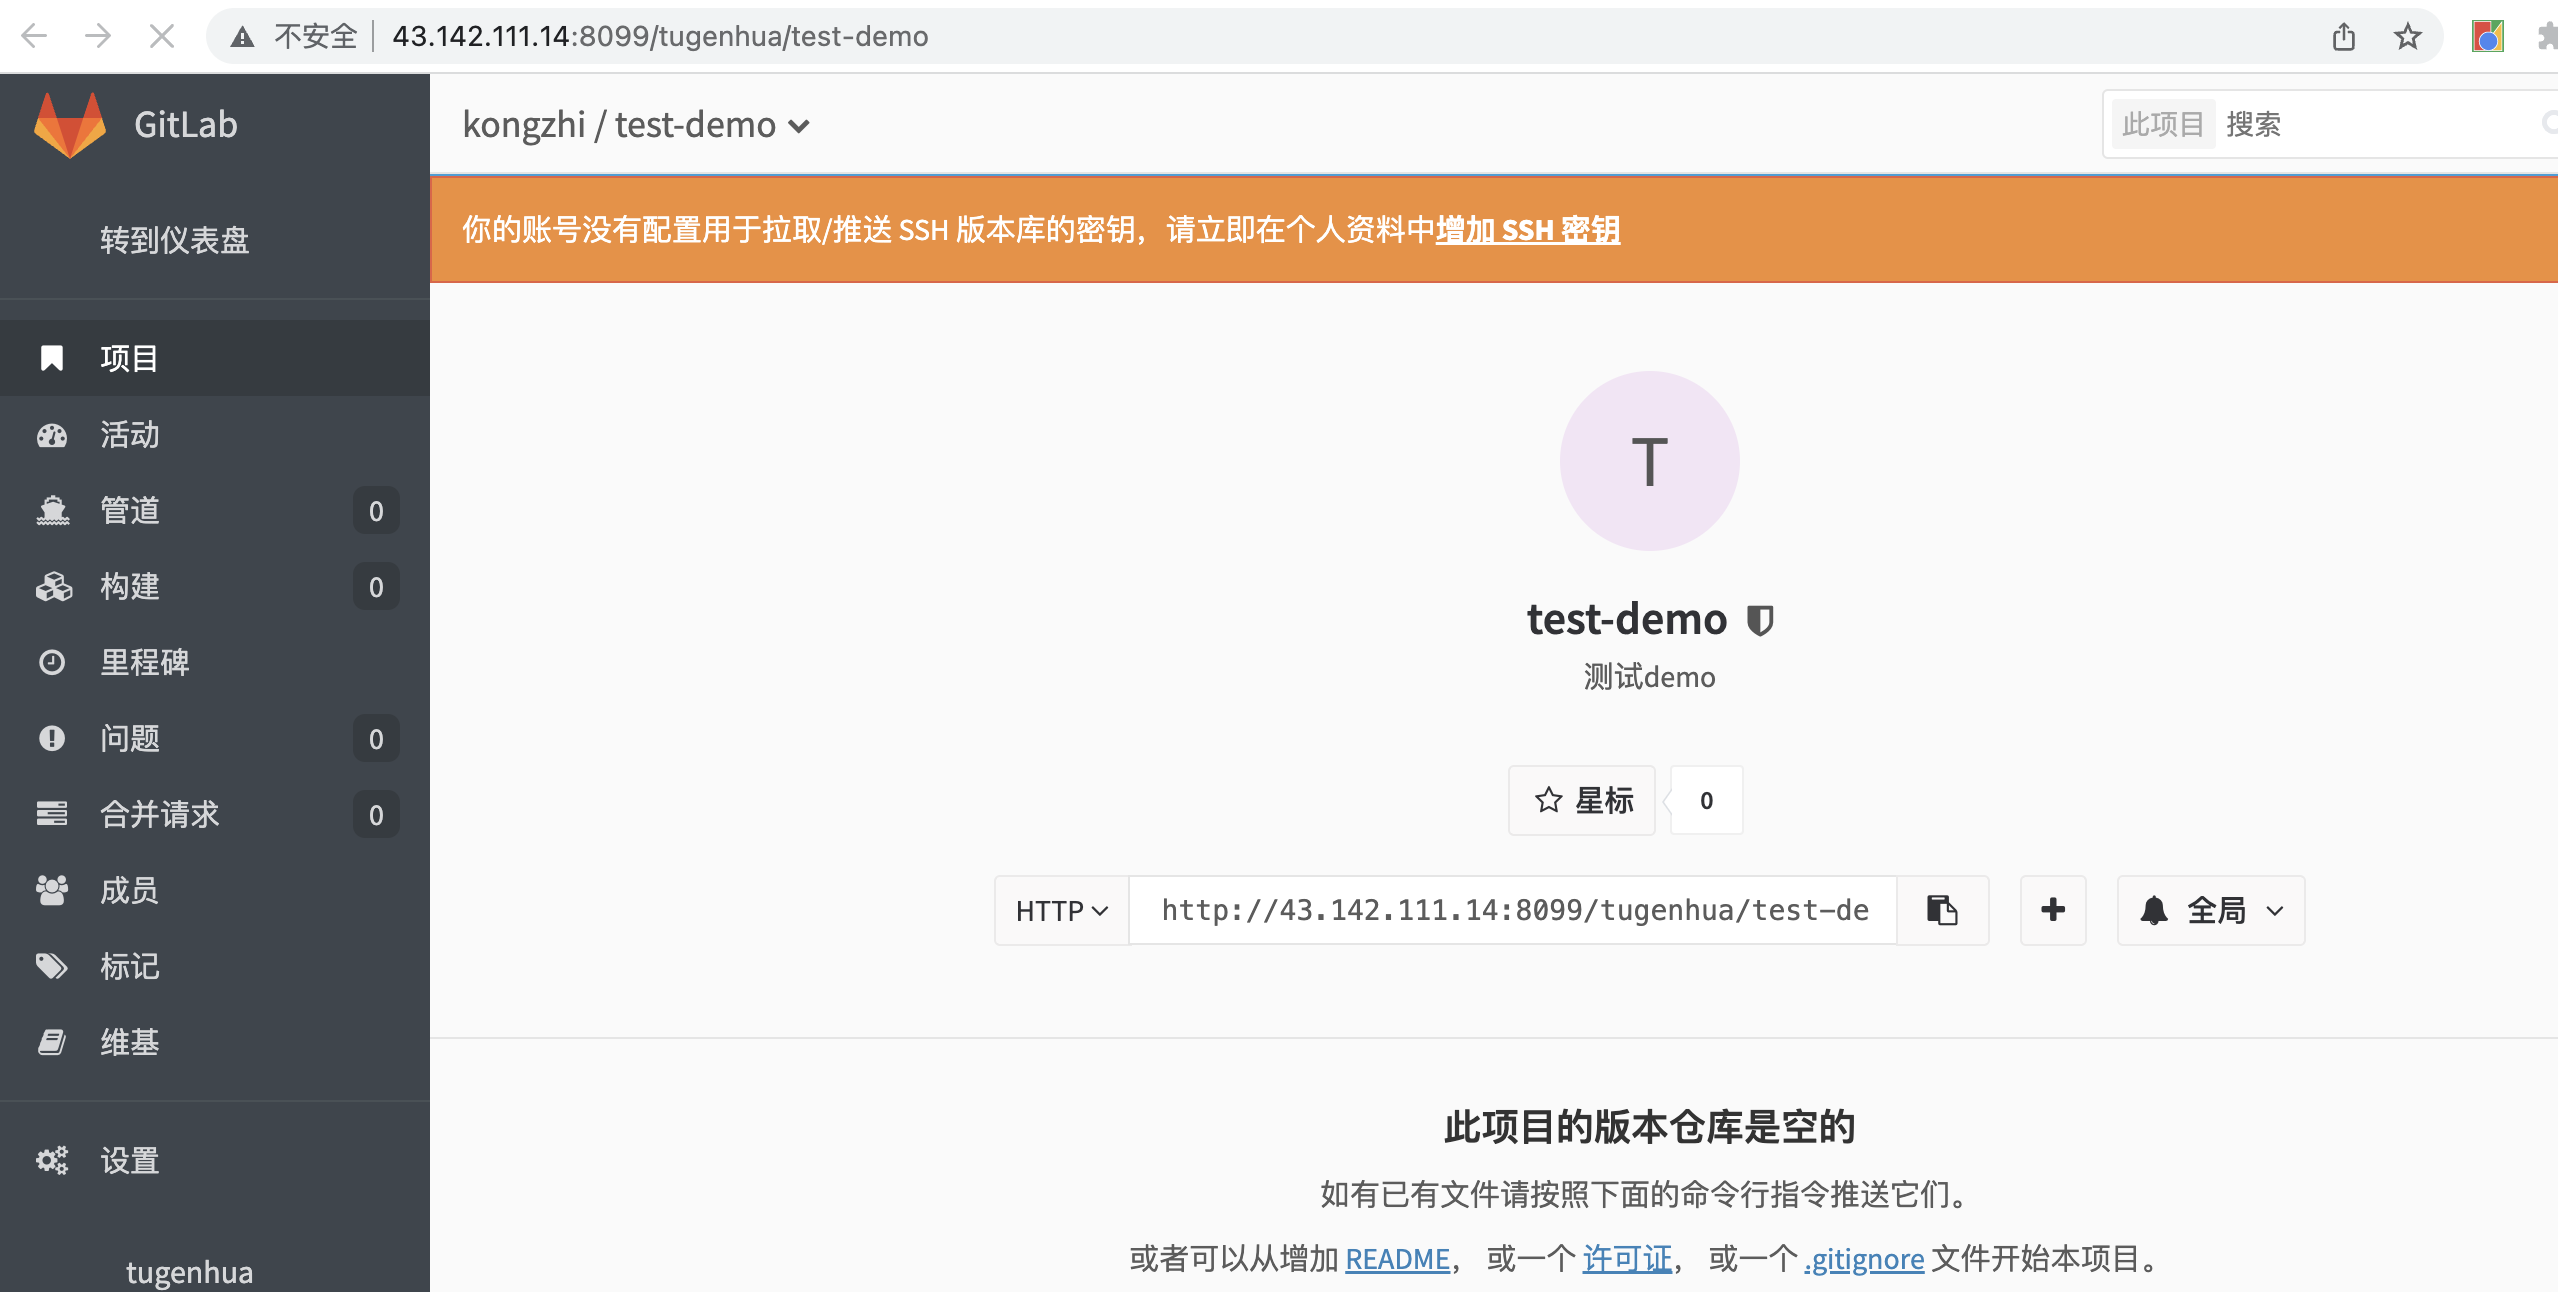 不安全 43.142.111.14:8099/tugenhua/test-demo
GitLab
转到仪表盘
项目
活动
管道 0
构建 0
里程碑
问题 0
合并请求 0
成员
标记
维基
设置
tugenhua
kongzhi / test-demo
此项目 搜索
你的账号没有配置用于拉取/推送 SSH 版本库的密钥，请立即在个人资料中增加 SSH 密钥
T
test-demo
测试demo
星标 0
HTTP http://43.142.111.14:8099/tugenhua/test-de 全局
此项目的版本仓库是空的
如有已有文件请按照下面的命令行指令推送它们。
或者可以从增加 README， 或一个 许可证， 或一个 .gitignore 文件开始本项目。